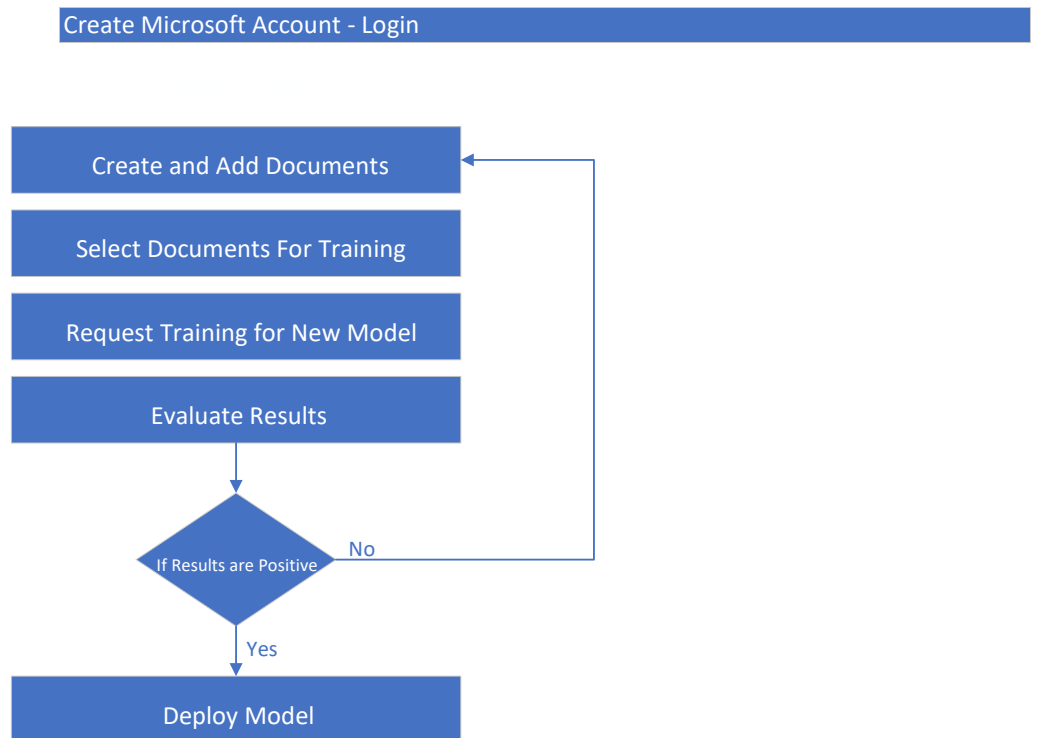 Create Microsoft Account - Login
Create and Add Documents
Select Documents For Training
Request Training for New Model
Evaluate Results
If Results are Positive
No
Yes
Deploy Model